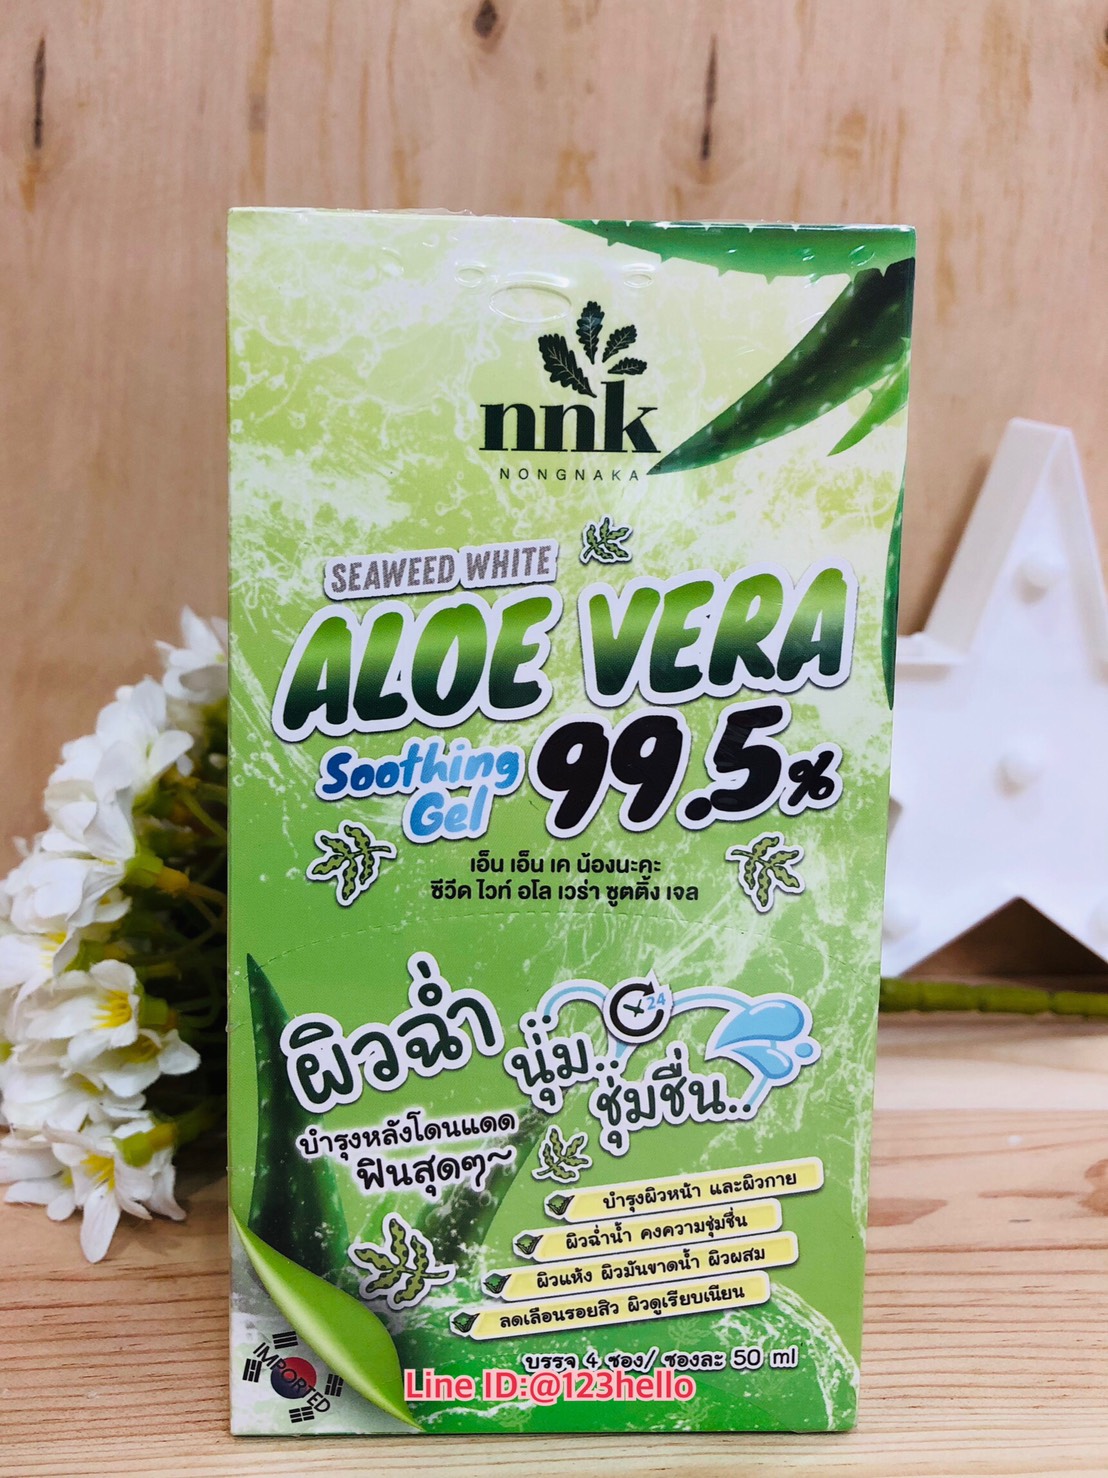 nnk
NONGNAKA
SEAWEED WHITE
ALOE VERA
Soothing
Gel
99.5%
เอ็น เอ็น เค น้องนะคะ
ซีวีด ไวท์ อโล เวร่า ซูตติ้ง เจล
ผิวฉ่ำ
24
นุ่ม..
ชุ่มชื่น..
บำรุงหลังโดนแดด
ฟินสุดๆ~
บำรุงผิวหน้า และผิวกาย
ผิวฉ่ำน้ำ คงความชุ่มชื่น
ผิวแห้ง ผิวมันขาดน้ำ ผิวผสม
ลดเลือนรอยสิว ผิวดูเรียบเนียน
บรรจุ 4 ซอง/ ซองละ 50 ml
IMPORTED
Line ID:@123hello